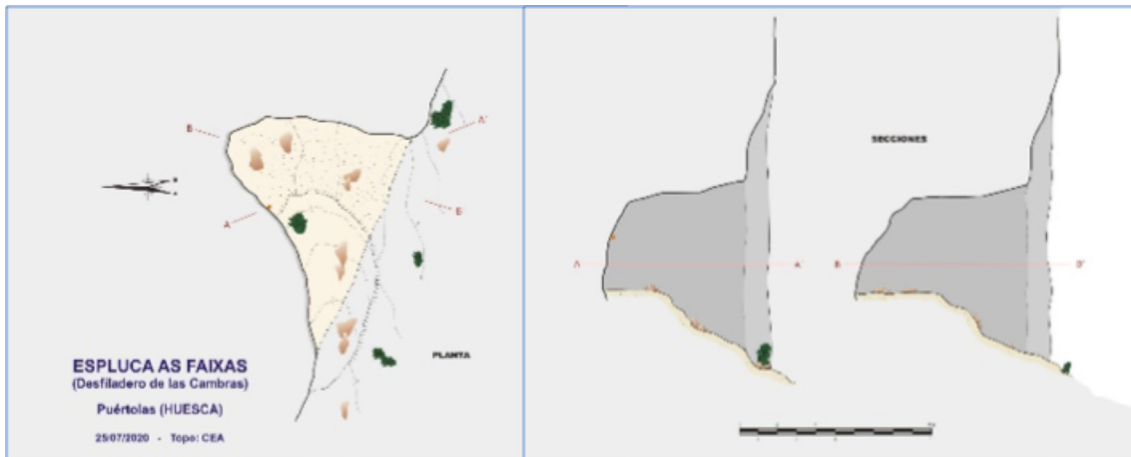 B
A'
A
B'
PLANTA
ESPLUCA AS FAIXAS
(Desfiladero de las Cambras)
Puértolas (HUESCA)
25/07/2020 - Topo: CEA
SECCIONES
A
A'
B
B'